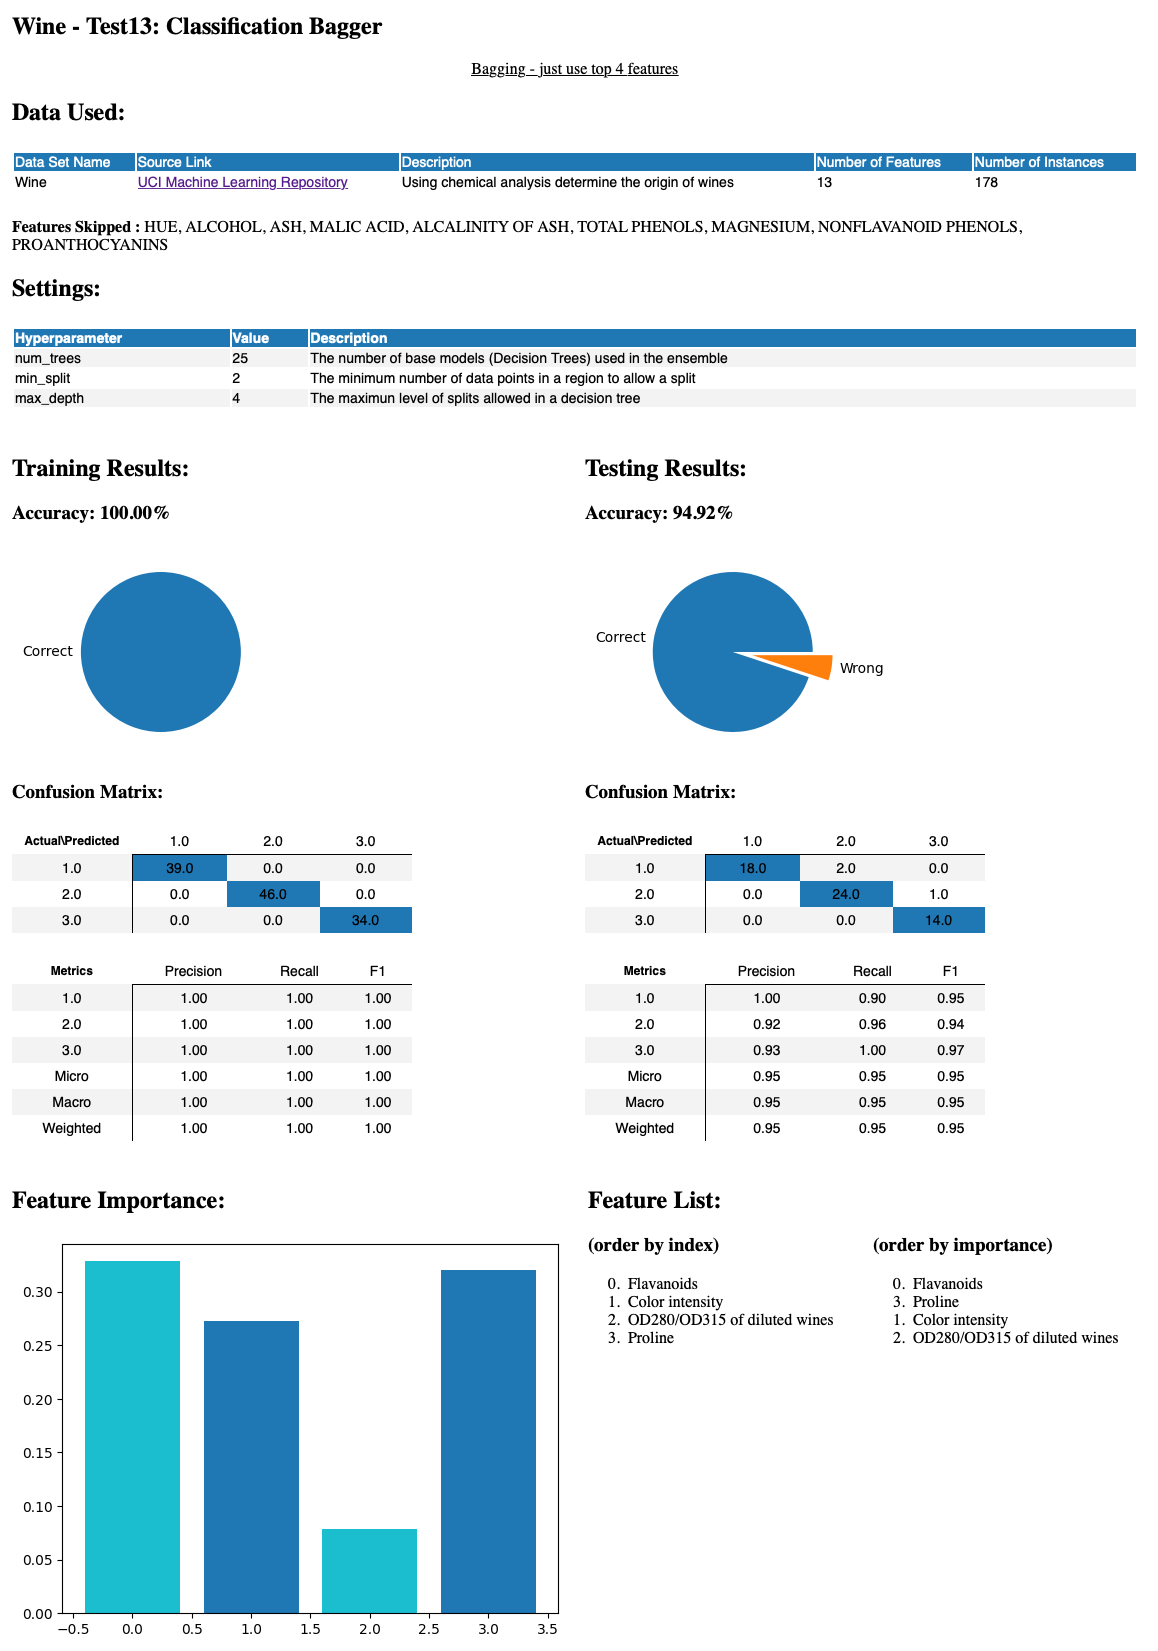 Wine - Test13: Classification Bagger
Bagging - just use top 4 features
Data Used:
Data Set Name Source Link Description Number of Features Number of Instances
Wine UCI Machine Learning Repository Using chemical analysis determine the origin of wines 13 178
Features Skipped : HUE, ALCOHOL, ASH, MALIC ACID, ALCALINITY OF ASH, TOTAL PHENOLS, MAGNESIUM, NONFLAVANOID PHENOLS,
PROANTHOCYANINS
Settings:
Hyperparameter Value Description
num_trees 25 The number of base models (Decision Trees) used in the ensemble
min_split 2 The minimum number of data points in a region to allow a split
max_depth 4 The maximun level of splits allowed in a decision tree
Training Results:
Accuracy: 100.00%
Correct
Confusion Matrix:
Actual\Predicted 1.0 2.0 3.0
1.0 39.0 0.0 0.0
2.0 0.0 46.0 0.0
3.0 0.0 0.0 34.0
Metrics Precision Recall F1
1.0 1.00 1.00 1.00
2.0 1.00 1.00 1.00
3.0 1.00 1.00 1.00
Micro 1.00 1.00 1.00
Macro 1.00 1.00 1.00
Weighted 1.00 1.00 1.00
Testing Results:
Accuracy: 94.92%
Correct
Wrong
Confusion Matrix:
Actual\Predicted 1.0 2.0 3.0
1.0 18.0 2.0 0.0
2.0 0.0 24.0 1.0
3.0 0.0 0.0 14.0
Metrics Precision Recall F1
1.0 1.00 0.90 0.95
2.0 0.92 0.96 0.94
3.0 0.93 1.00 0.97
Micro 0.95 0.95 0.95
Macro 0.95 0.95 0.95
Weighted 0.95 0.95 0.95
Feature Importance:
0.30
0.25
0.20
0.15
0.10
0.05
0.00
−0.5 0.0 0.5 1.0 1.5 2.0 2.5 3.0 3.5
Feature List:
(order by index)
0. Flavanoids
1. Color intensity
2. OD280/OD315 of diluted wines
3. Proline
(order by importance)
0. Flavanoids
3. Proline
1. Color intensity
2. OD280/OD315 of diluted wines